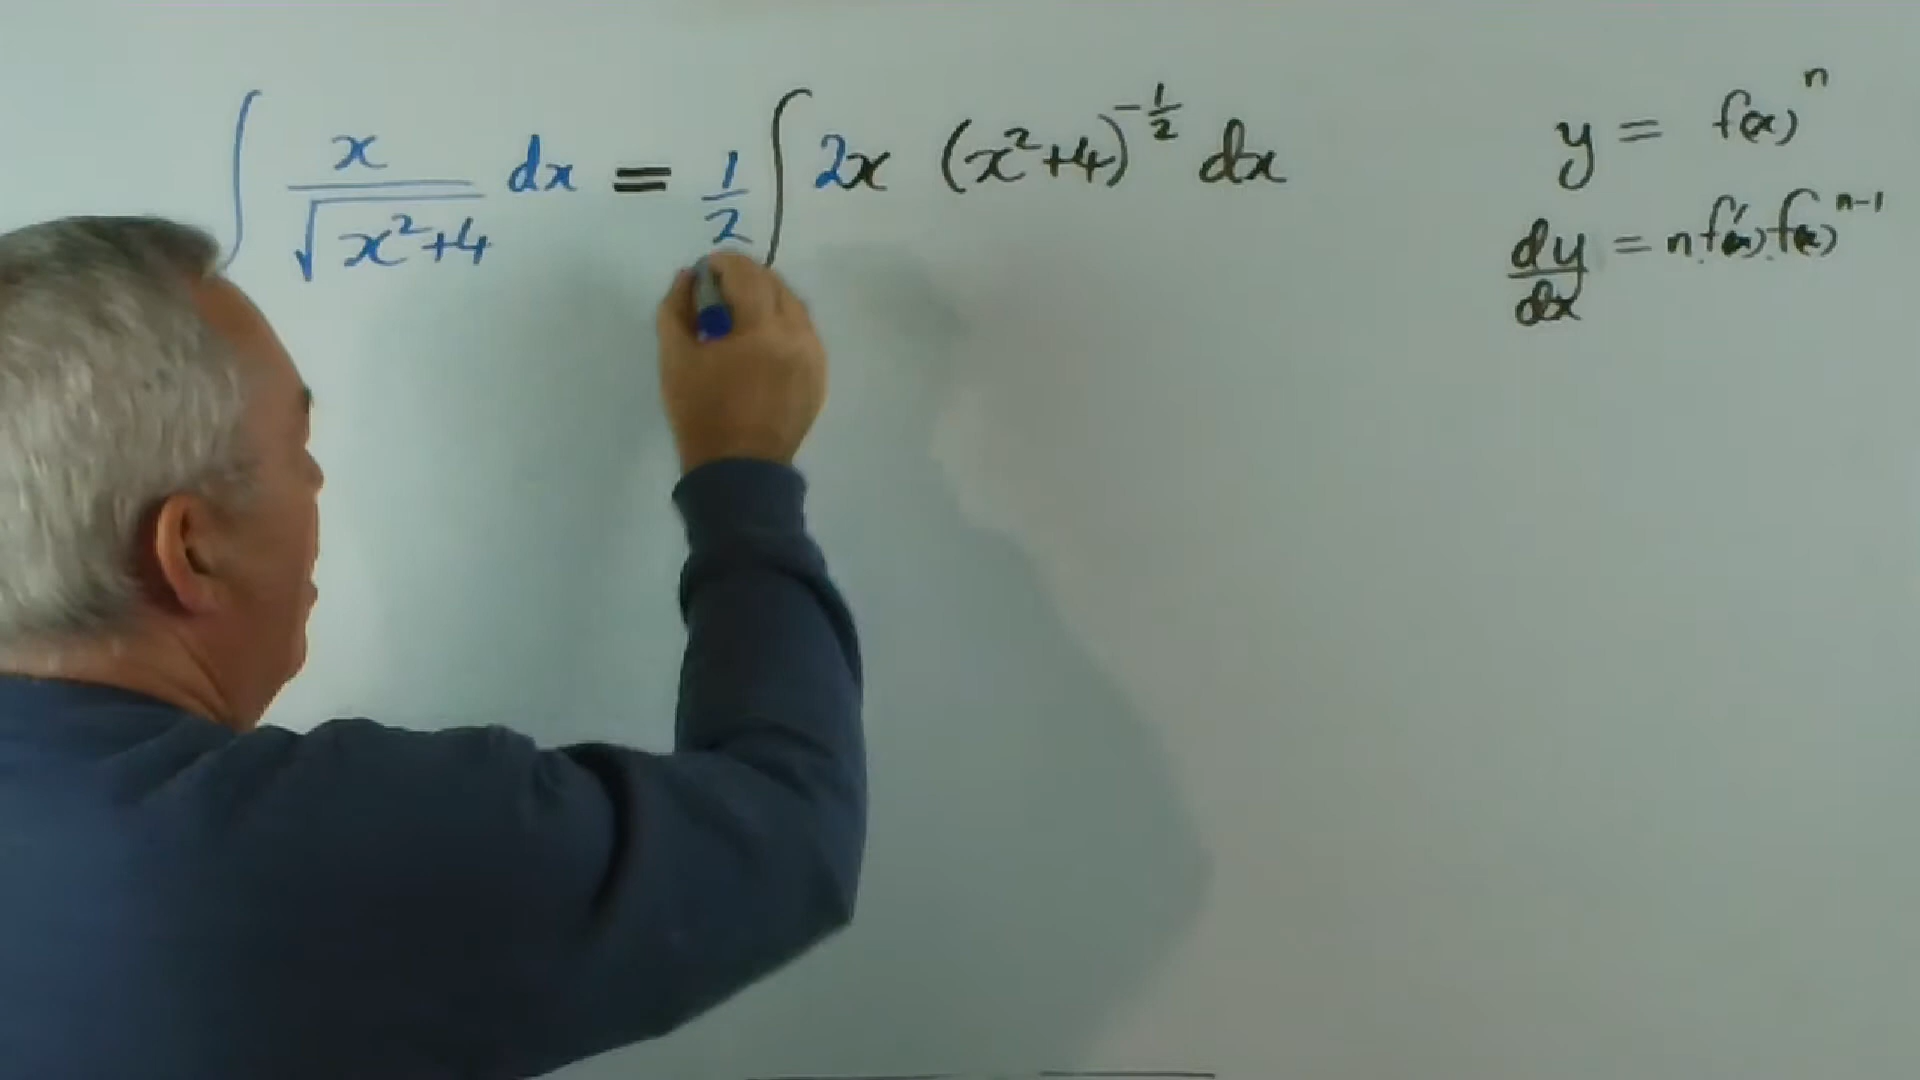 ∫ x/√(x²+4) dx = 1/2 ∫ 2x (x²+4)^(-1/2) dx
y = f(x)^n
dy/dx = n f'(x).f(x)^(n-1)